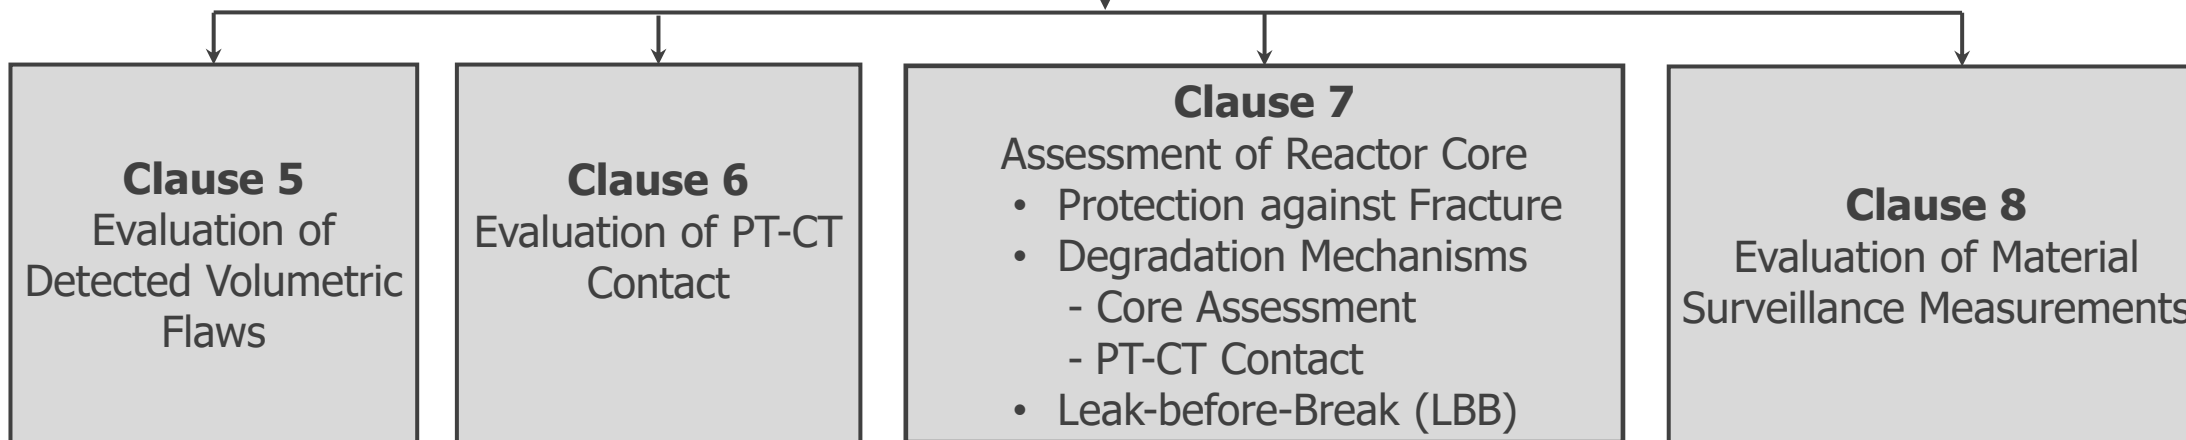 Clause 5
Evaluation of
Detected Volumetric
Flaws
Clause 6
Evaluation of PT-CT
Contact
Clause 7
Assessment of Reactor Core
• Protection against Fracture
• Degradation Mechanisms
- Core Assessment
- PT-CT Contact
• Leak-before-Break (LBB)
Clause 8
Evaluation of Material
Surveillance Measurements